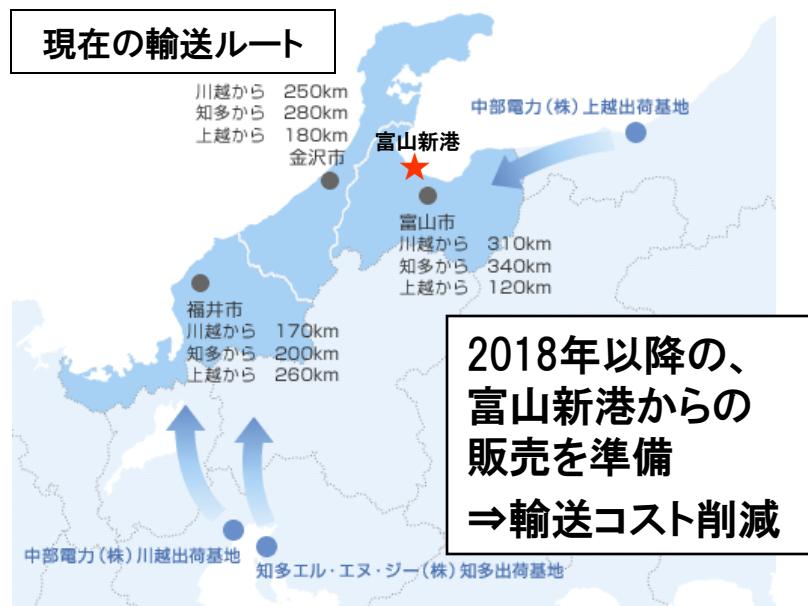 現在の輸送ルート
川越から 250km
知多から 280km
上越から 180km
金沢市
中部電力(株)上越出荷基地
富山新港
富山市
川越から 310km
知多から 340km
上越から 120km
福井市
川越から 170km
知多から 200km
上越から 260km
2018年以降の、
富山新港からの
販売を準備
⇒輸送コスト削減
中部電力(株)川越出荷基地
知多エル・エヌ・ジー(株)知多出荷基地